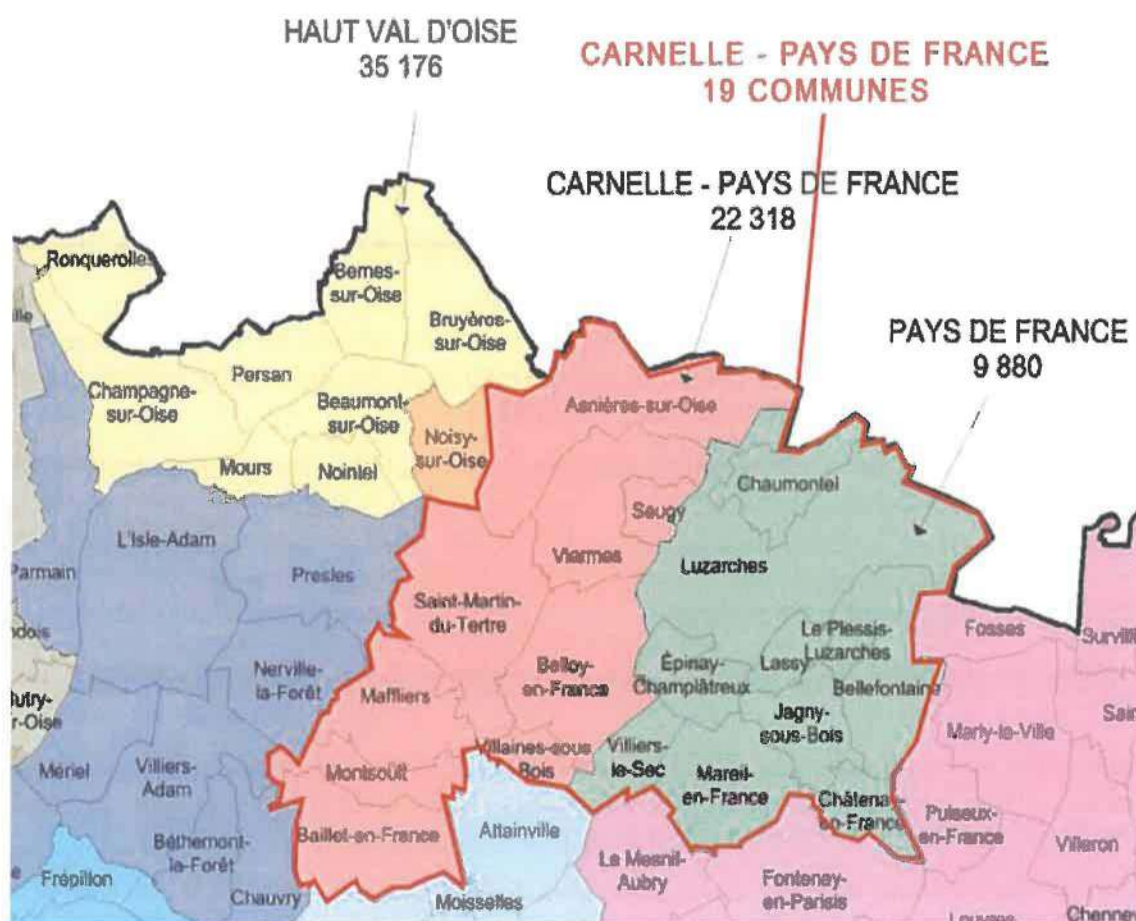 HAUT VAL D'OISE
35 176
CARNELLE - PAYS DE FRANCE
19 COMMUNES
CARNELLE - PAYS DE FRANCE
22 318
PAYS DE FRANCE
9 880
Ronquerolles
Bernes-
sur-Oise
Bruyères-
sur-Oise
Persan
Champagne-
sur-Oise
Beaumont-
sur-Oise
Asnières-sur-Oise
Noisy-
sur-Oise
Mours
Nointel
Chaumontel
Seugy
L'Isle-Adam
Viarmes
Luzarches
Parmain
Presles
Saint-Martin-
du-Tertre
Fosses
Survilli
Le Plessis-
Luzarches
Nerville-
la-Forêt
Belloy-
en-France
Épinay-
Champlâtreux
Lassy
Maffliers
Bellefontaine
Jagny-
sous-Bois
Sain
Marly-la-Ville
Mériel
Villiers-
Adam
Montsoult
Villaines-sous
Bois
Villiers-
le-Sec
Mareil-
en-France
Châtenay-
en-France
Puiseux-
en-France
Baillet-en-France
Attainville
Villeron
Béthemont-
la-Forêt
Le Mesnil-
Aubry
Frépillon
Chauvry
Moisselles
Fontenay-
en-Parisis
Louvres
Chenne